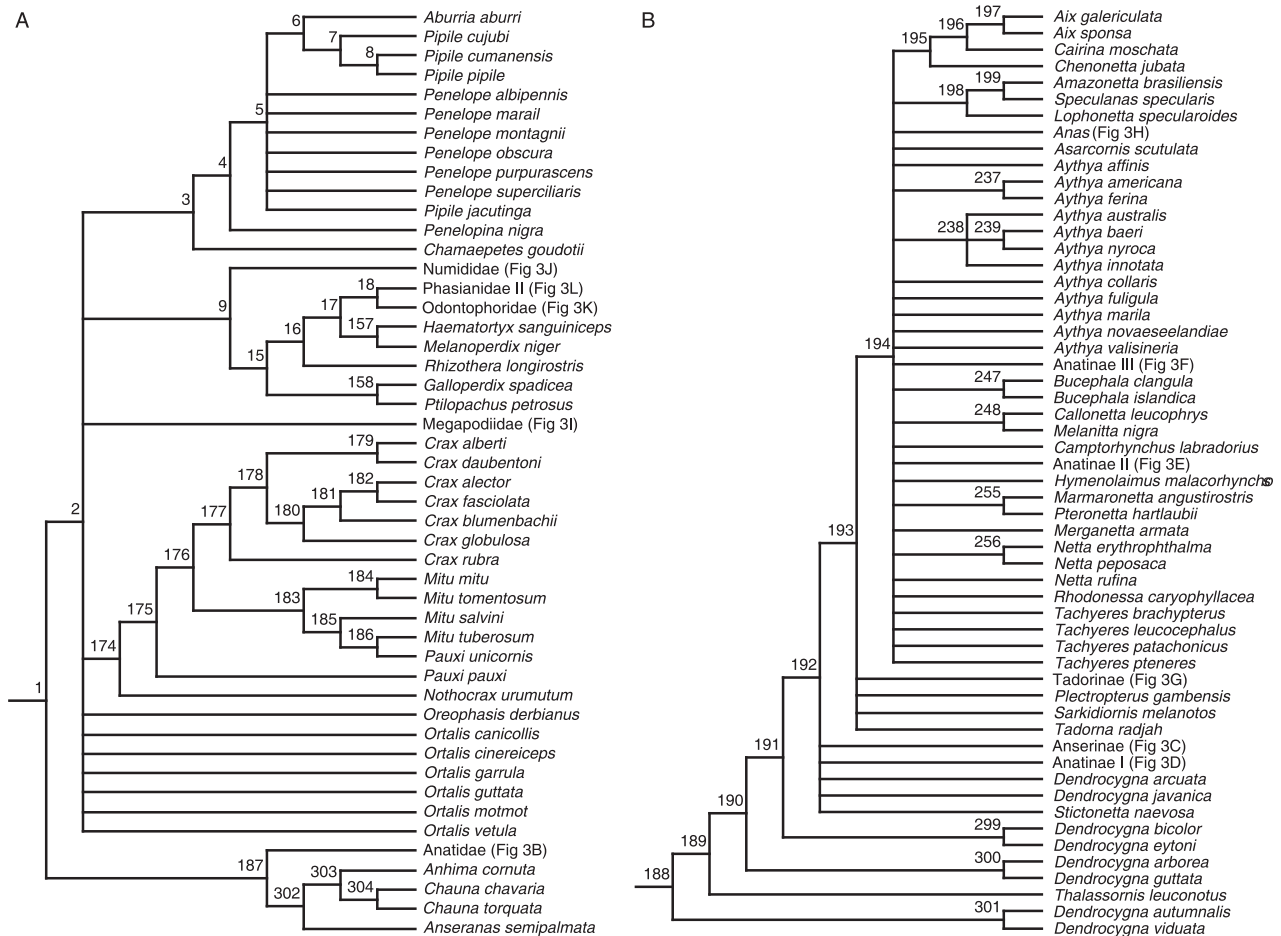 A
6
Aburria aburri
7
Pipile cujubi
8
Pipile cumanensis
Pipile pipile
5
Penelope albipennis
Penelope marail
Penelope montagnii
Penelope obscura
4
Penelope purpurascens
Penelope superciliaris
3
Pipile jacutinga
Penelopina nigra
Chamaepetes goudotii
Numididae (Fig 3J)
18
Phasianidae II (Fig 3L)
9
17
Odontophoridae (Fig 3K)
16
157
Haematortyx sanguiniceps
Melanoperdix niger
15
Rhizothera longirostris
158
Galloperdix spadicea
Ptilopachus petrosus
Megapodiidae (Fig 3I)
179
Crax alberti
Crax daubentoni
178
182
Crax alector
181
Crax fasciolata
177
180
Crax blumenbachii
Crax globulosa
176
Crax rubra
184
Mitu mitu
183
Mitu tomentosum
175
185
Mitu salvini
186
Mitu tuberosum
174
Pauxi unicornis
Pauxi pauxi
Nothocrax urumutum
2
1
Oreophasis derbianus
Ortalis canicollis
Ortalis cinereiceps
Ortalis garrula
Ortalis guttata
Ortalis motmot
Ortalis vetula
187
Anatidae (Fig 3B)
303
Anhima cornuta
302
304
Chauna chavaria
Chauna torquata
Anseranas semipalmata
B
197
Aix galericulata
196
Aix sponsa
195
Cairina moschata
Chenonetta jubata
199
Amazonetta brasiliensis
198
Speculanas specularis
Lophonetta specularoides
Anas (Fig 3H)
Asarcornis scutulata
Aythya affinis
237
Aythya americana
Aythya ferina
Aythya australis
238
239
Aythya baeri
Aythya nyroca
Aythya innotata
Aythya collaris
Aythya fuligula
Aythya marila
Aythya novaeseelandiae
194
Aythya valisineria
Anatinae III (Fig 3F)
247
Bucephala clangula
Bucephala islandica
248
Callonetta leucophrys
Melanitta nigra
Camptorhynchus labradorius
Anatinae II (Fig 3E)
Hymenolaimus malacorhynchos
255
Marmaronetta angustirostris
Pteronetta hartlaubii
193
Merganetta armata
256
Netta erythrophthalma
Netta peposaca
Netta rufina
Rhodonessa caryophyllacea
Tachyeres brachypterus
Tachyeres leucocephalus
Tachyeres patachonicus
192
Tachyeres pteneres
Tadorinae (Fig 3G)
Plectropterus gambensis
Sarkidiornis melanotos
Tadorna radjah
191
Anserinae (Fig 3C)
Anatinae I (Fig 3D)
Dendrocygna arcuata
190
Dendrocygna javanica
Stictonetta naevosa
299
Dendrocygna bicolor
189
Dendrocygna eytoni
300
Dendrocygna arborea
188
Dendrocygna guttata
Thalassornis leuconotus
301
Dendrocygna autumnalis
Dendrocygna viduata